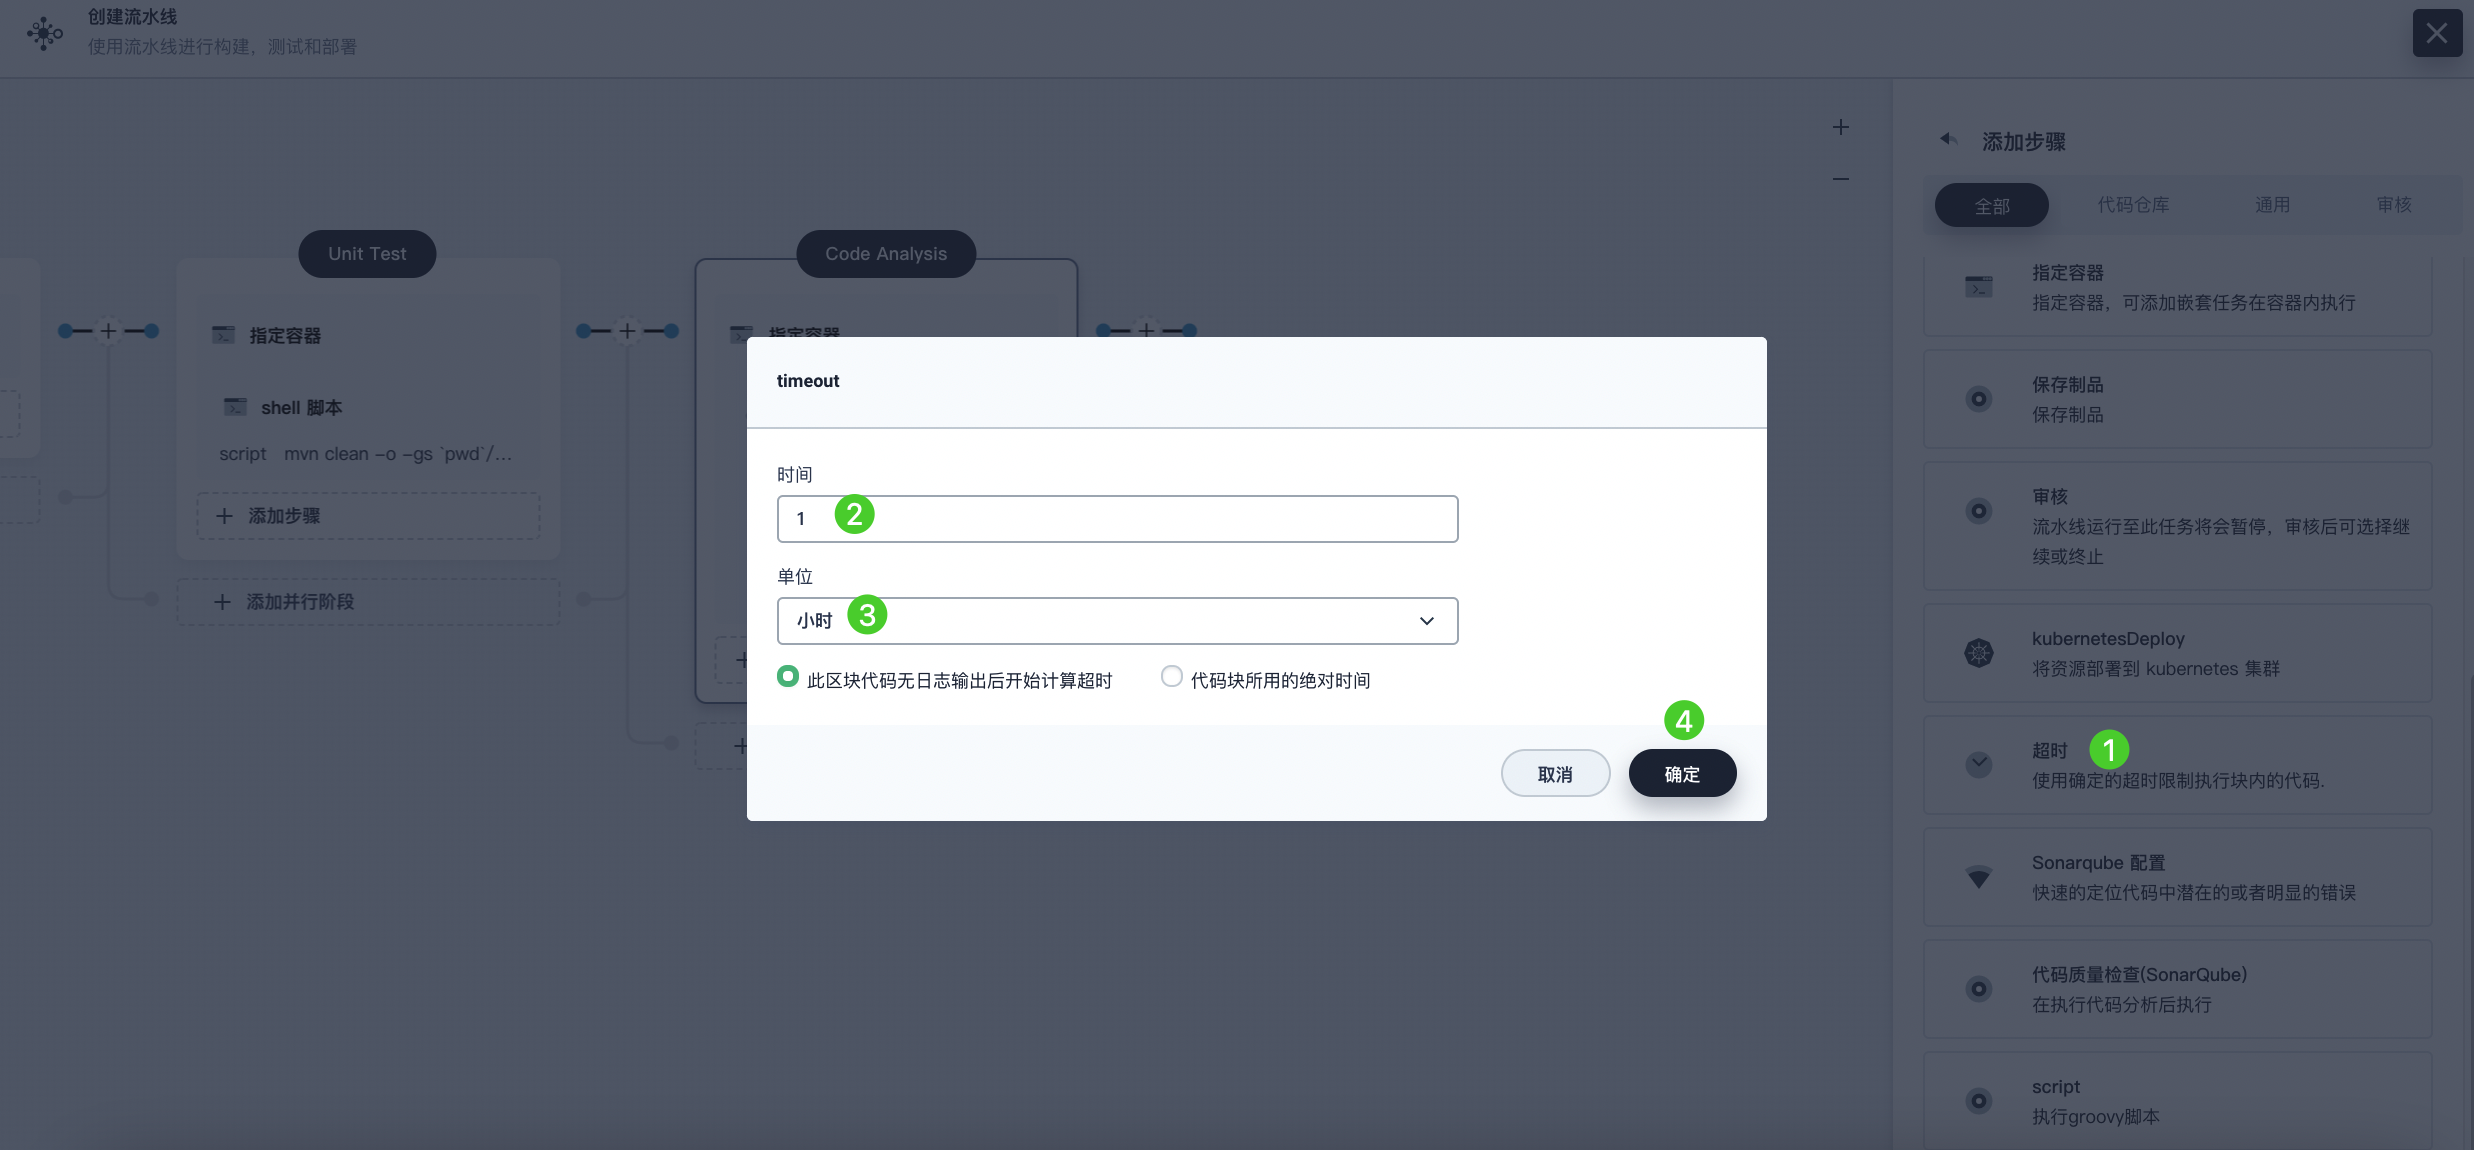 创建流水线
使用流水线进行构建，测试和部署
Unit Test
指定容器
shell 脚本
script mvn clean -o -gs `pwd`/...
添加步骤
添加并行阶段
Code Analysis
指定容器
timeout
时间
1
2
单位
小时
3
此区块代码无日志输出后开始计算超时
代码块所用的绝对时间
4
取消
确定
添加步骤
全部
代码仓库
通用
审核
指定容器
指定容器，可添加嵌套任务在容器内执行
保存制品
保存制品
审核
流水线运行至此任务将会暂停，审核后可选择继
续或终止
kubernetesDeploy
将资源部署到 kubernetes 集群
超时
1
使用确定的超时限制执行块内的代码.
Sonarqube 配置
快速的定位代码中潜在的或者明显的错误
代码质量检查(SonarQube)
在执行代码分析后执行
script
执行groovy脚本